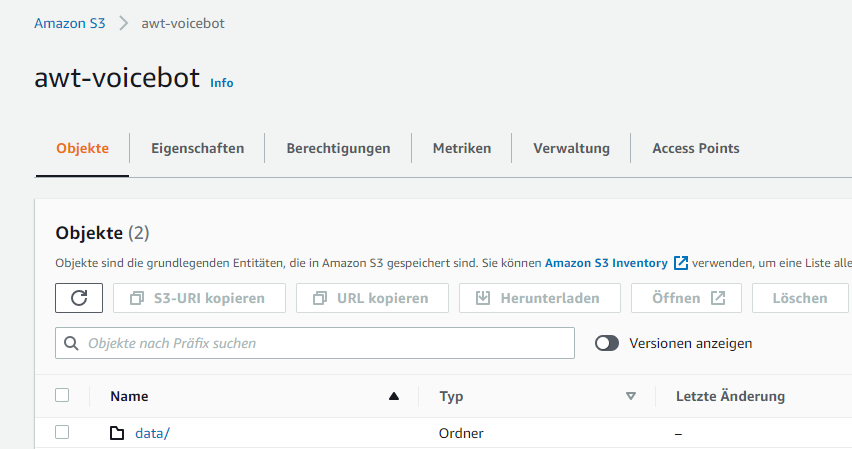 Amazon S3 > awt-voicebot
awt-voicebot Info
Objekte Eigenschaften Berechtigungen Metriken Verwaltung Access Points
Objekte (2)
Objekte sind die grundlegenden Entitäten, die in Amazon S3 gespeichert sind. Sie können Amazon S3 Inventory verwenden, um eine Liste alle
S3-URI kopieren URL kopieren Herunterladen Öffnen Löschen
Objekte nach Präfix suchen Versionen anzeigen
Name Typ Letzte Änderung
data/ Ordner –